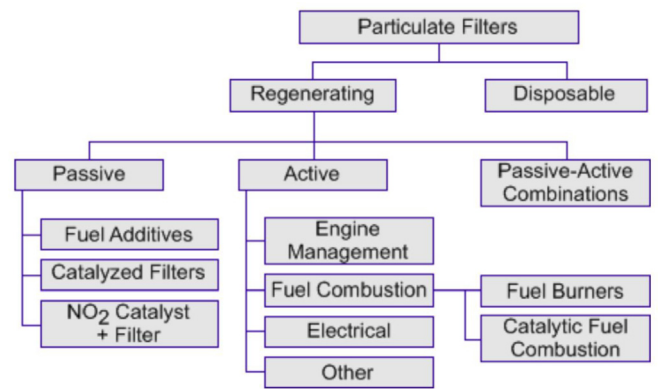 Particulate Filters
Regenerating
Disposable
Passive
Active
Passive-Active
Combinations
Fuel Additives
Catalyzed Filters
NO2 Catalyst
+ Filter
Engine
Management
Fuel Combustion
Electrical
Other
Fuel Burners
Catalytic Fuel
Combustion